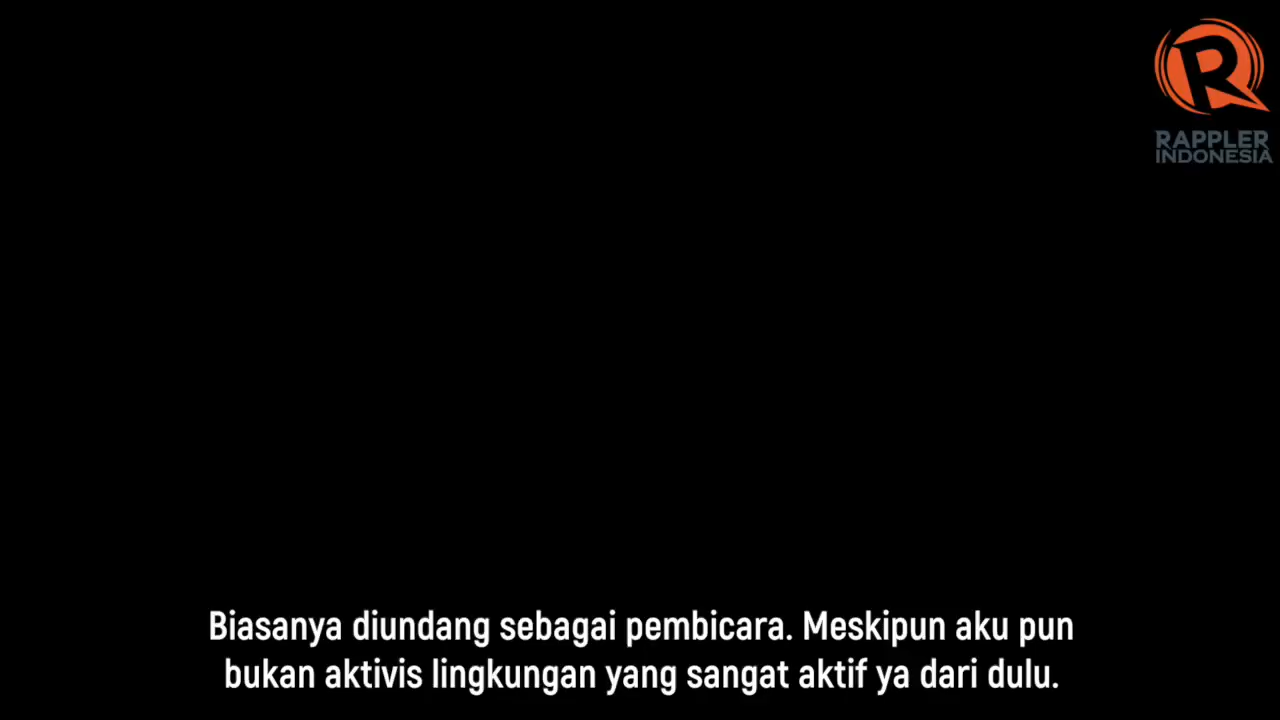 RAPPLER
INDONESIA
Biasanya diundang sebagai pembicara. Meskipun aku pun
bukan aktivis lingkungan yang sangat aktif ya dari dulu.